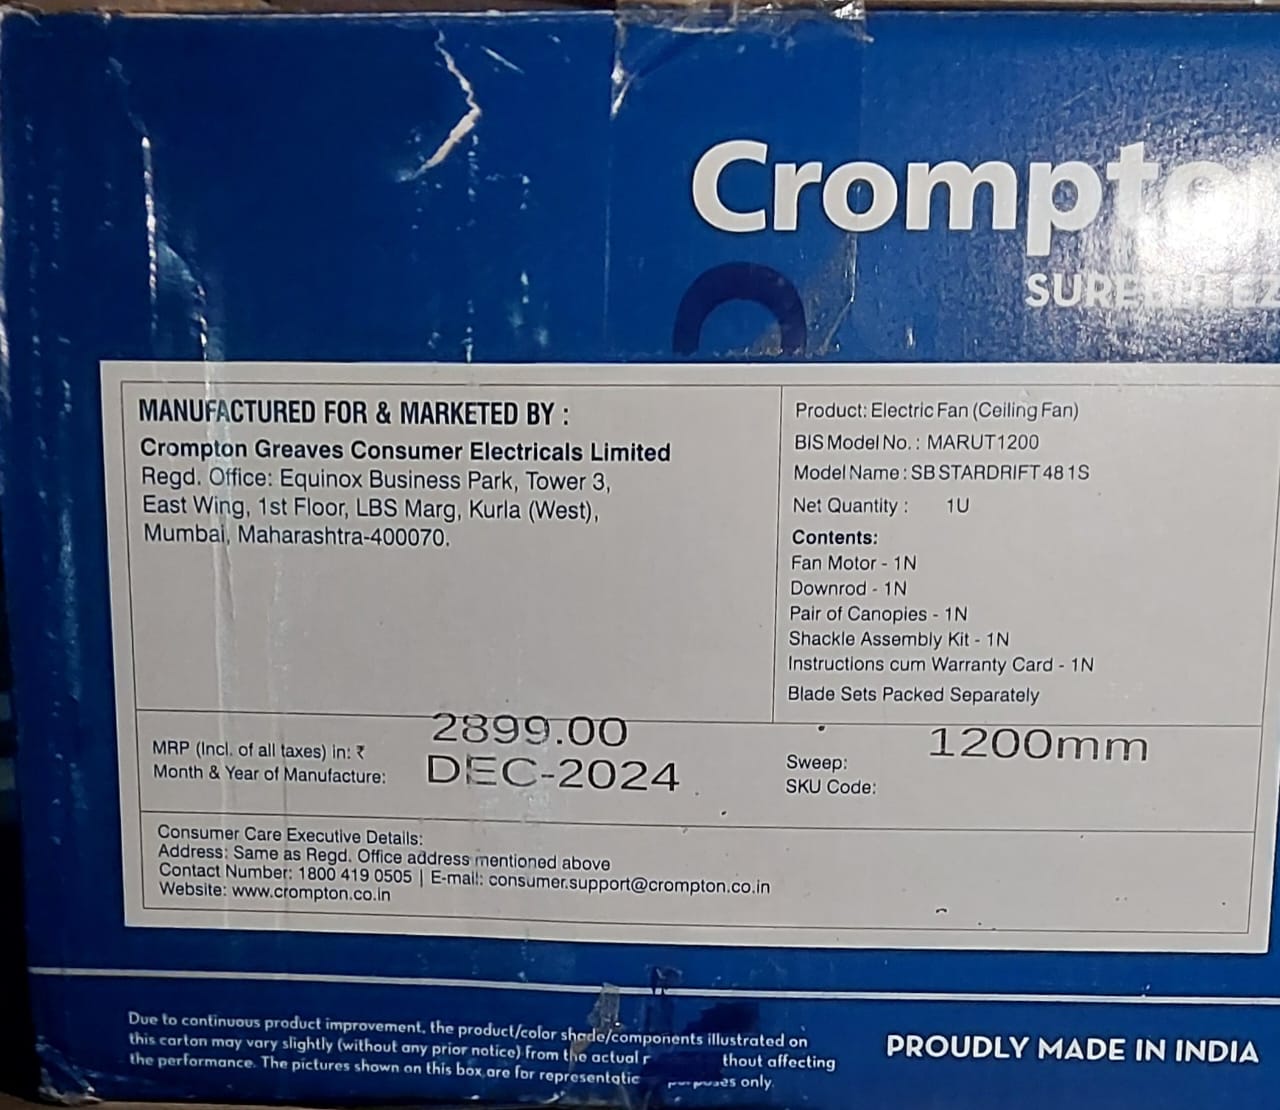 Crompton
SUREBREEZ
MANUFACTURED FOR & MARKETED BY :
Crompton Greaves Consumer Electricals Limited
Regd. Office: Equinox Business Park, Tower 3,
East Wing, 1st Floor, LBS Marg, Kurla (West),
Mumbai, Maharashtra-400070.
Product: Electric Fan (Ceiling Fan)
BIS Model No. : MARUT1200
Model Name : SB STARDRIFT 48 1S
Net Quantity : 1U
Contents:
Fan Motor - 1N
Downrod - 1N
Pair of Canopies - 1N
Shackle Assembly Kit - 1N
Instructions cum Warranty Card - 1N
Blade Sets Packed Separately
MRP (Incl. of all taxes) in: ₹ 2899.00
Month & Year of Manufacture: DEC-2024
Sweep: 1200mm
SKU Code:
Consumer Care Executive Details:
Address: Same as Regd. Office address mentioned above
Contact Number: 1800 419 0505 | E-mail: consumer.support@crompton.co.in
Website: www.crompton.co.in
Due to continuous product improvement, the product/color shade/components illustrated on
this carton may vary slightly (without any prior notice) from the actual thout affecting
the performance. The pictures shown on this box are for only.
PROUDLY MADE IN INDIA